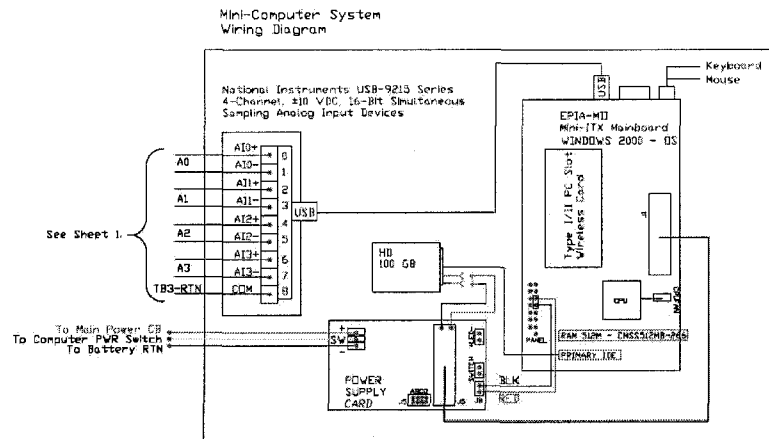 Mini-Computer System
Wiring Diagram
National Instruments USB-9215 Series
4-Channel, ±10 VDC, 16-Bit Simultaneous
Sampling Analog Input Devices
USB
Keyboard
Mouse
EPIA-MII
Mini-ITX Mainboard
WINDOWS 2000 - OS
Type I/II PC Slot
Wireless Card
A0
A1
A2
A3
TB3-RTN
AI0+
AI0-
AI1+
AI1-
AI2+
AI2-
AI3+
AI3-
COM
0
1
2
3
4
5
6
7
8
USB
See Sheet 1.
HD
100 GB
CPU
PANEL
RAM 512M - CMSS512MB-266
PRIMARY IDE
To Main Power CB
To Computer PWR Switch
To Battery RTN
+
SW
-
POWER
SUPPLY
CARD
SWITCH
BLK
RED